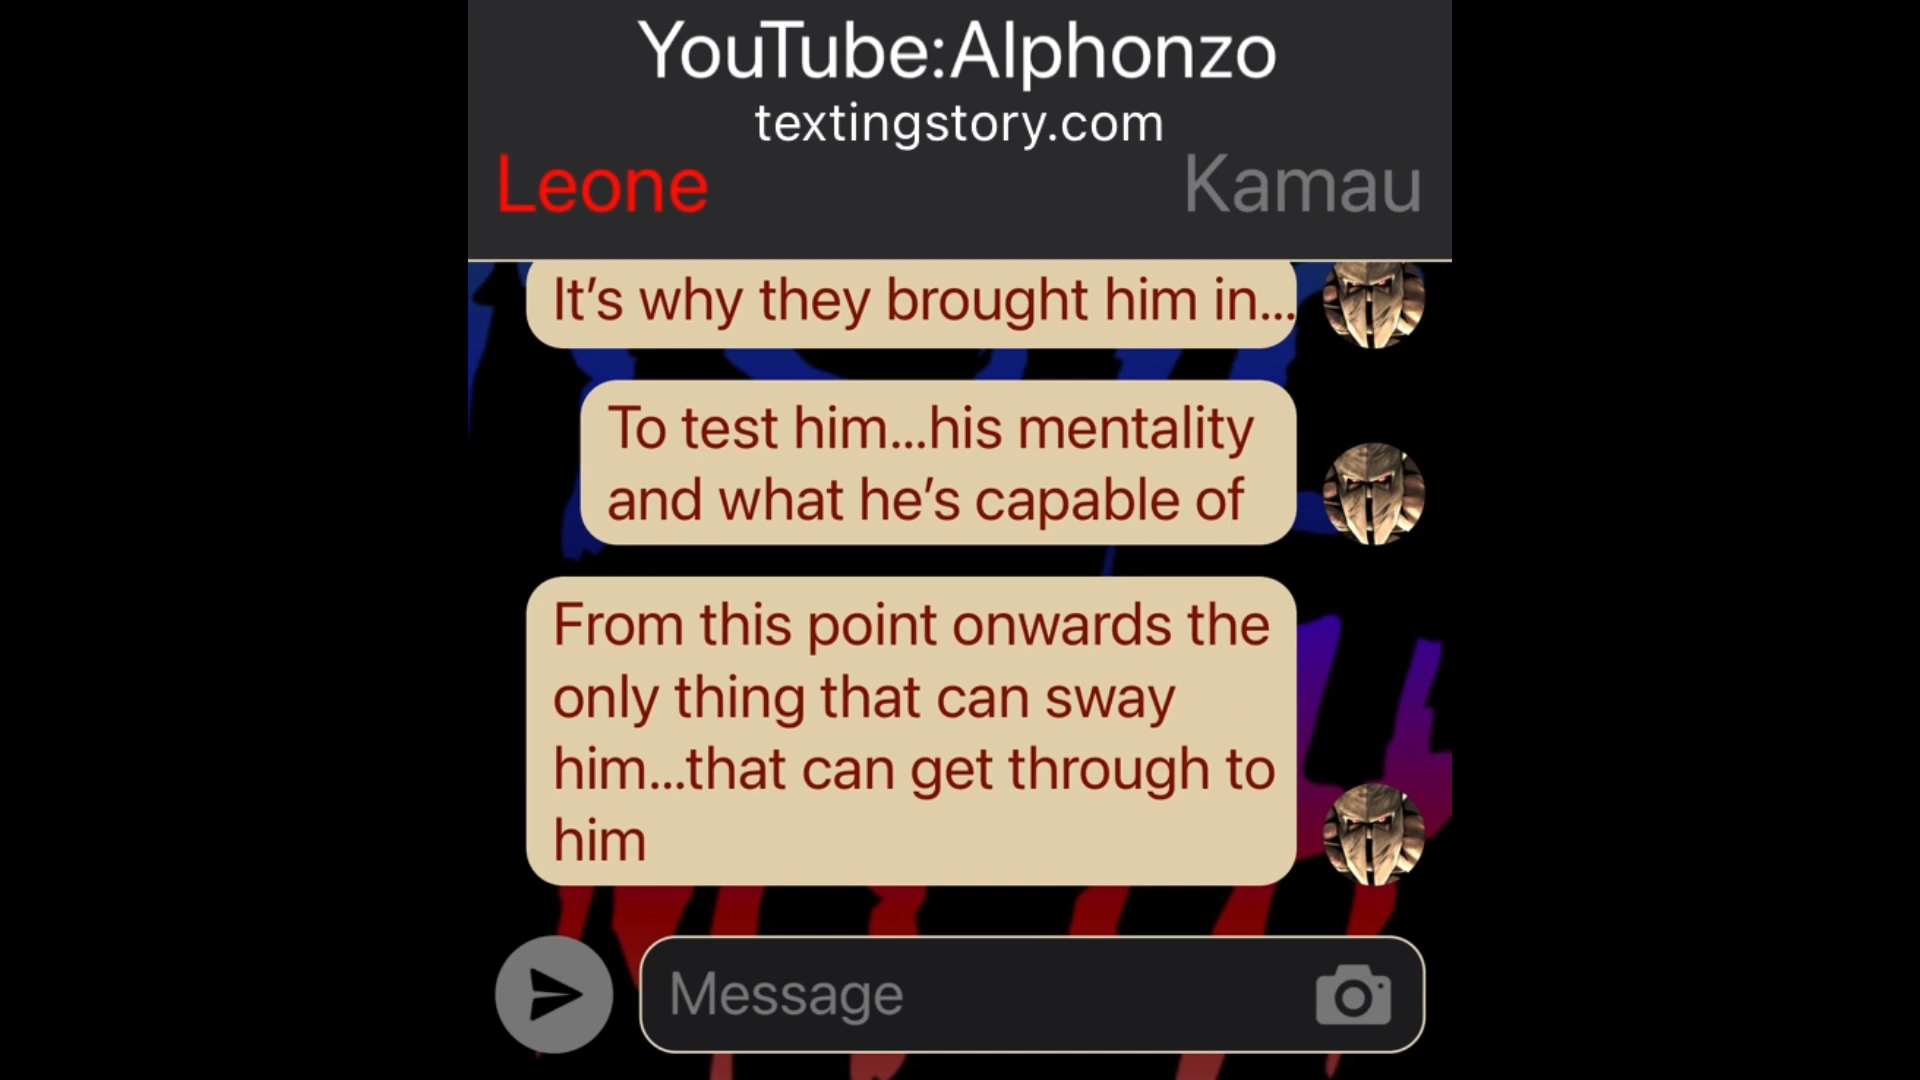 YouTube:Alphonzo
textingstory.com
Leone
Kamau
It’s why they brought him in...
To test him...his mentality
and what he’s capable of
From this point onwards the
only thing that can sway
him...that can get through to
him
Message